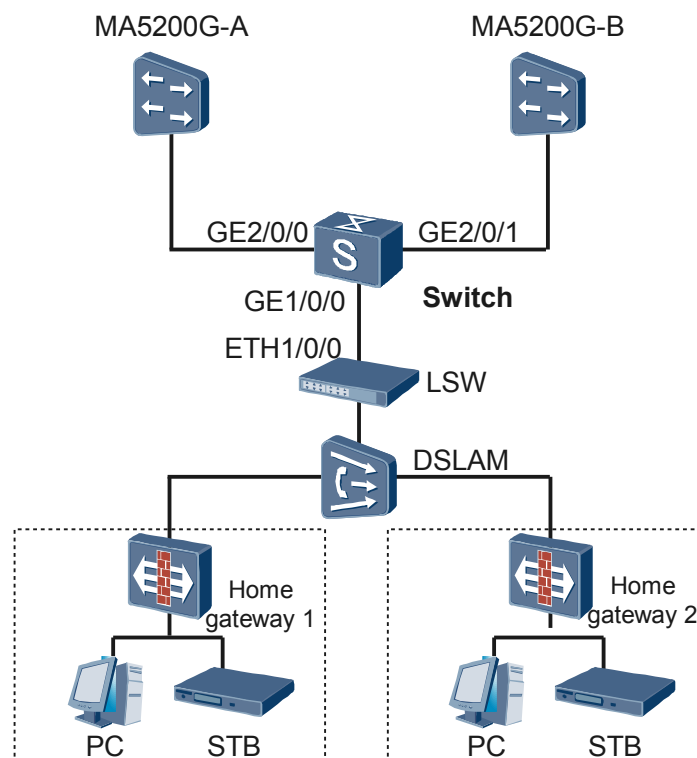 MA5200G-A
MA5200G-B
GE2/0/0
GE2/0/1
GE1/0/0
Switch
ETH1/0/0
LSW
DSLAM
Home
gateway 1
Home
gateway 2
PC
STB
PC
STB